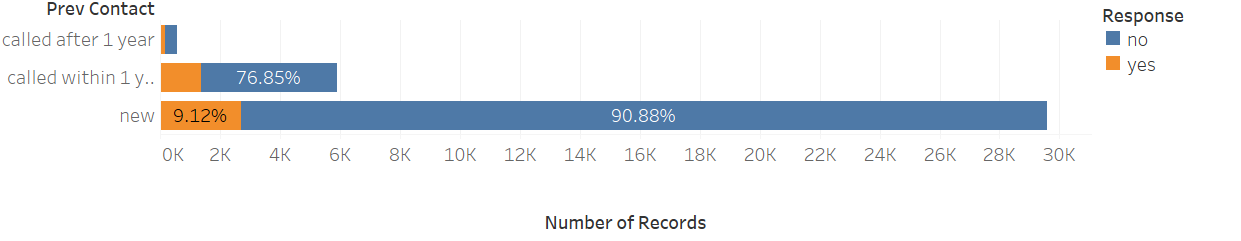 Prev Contact
called after 1 year
called within 1 y..
76.85%
new
9.12%
90.88%
0K 2K 4K 6K 8K 10K 12K 14K 16K 18K 20K 22K 24K 26K 28K 30K
Number of Records
Response
no
yes